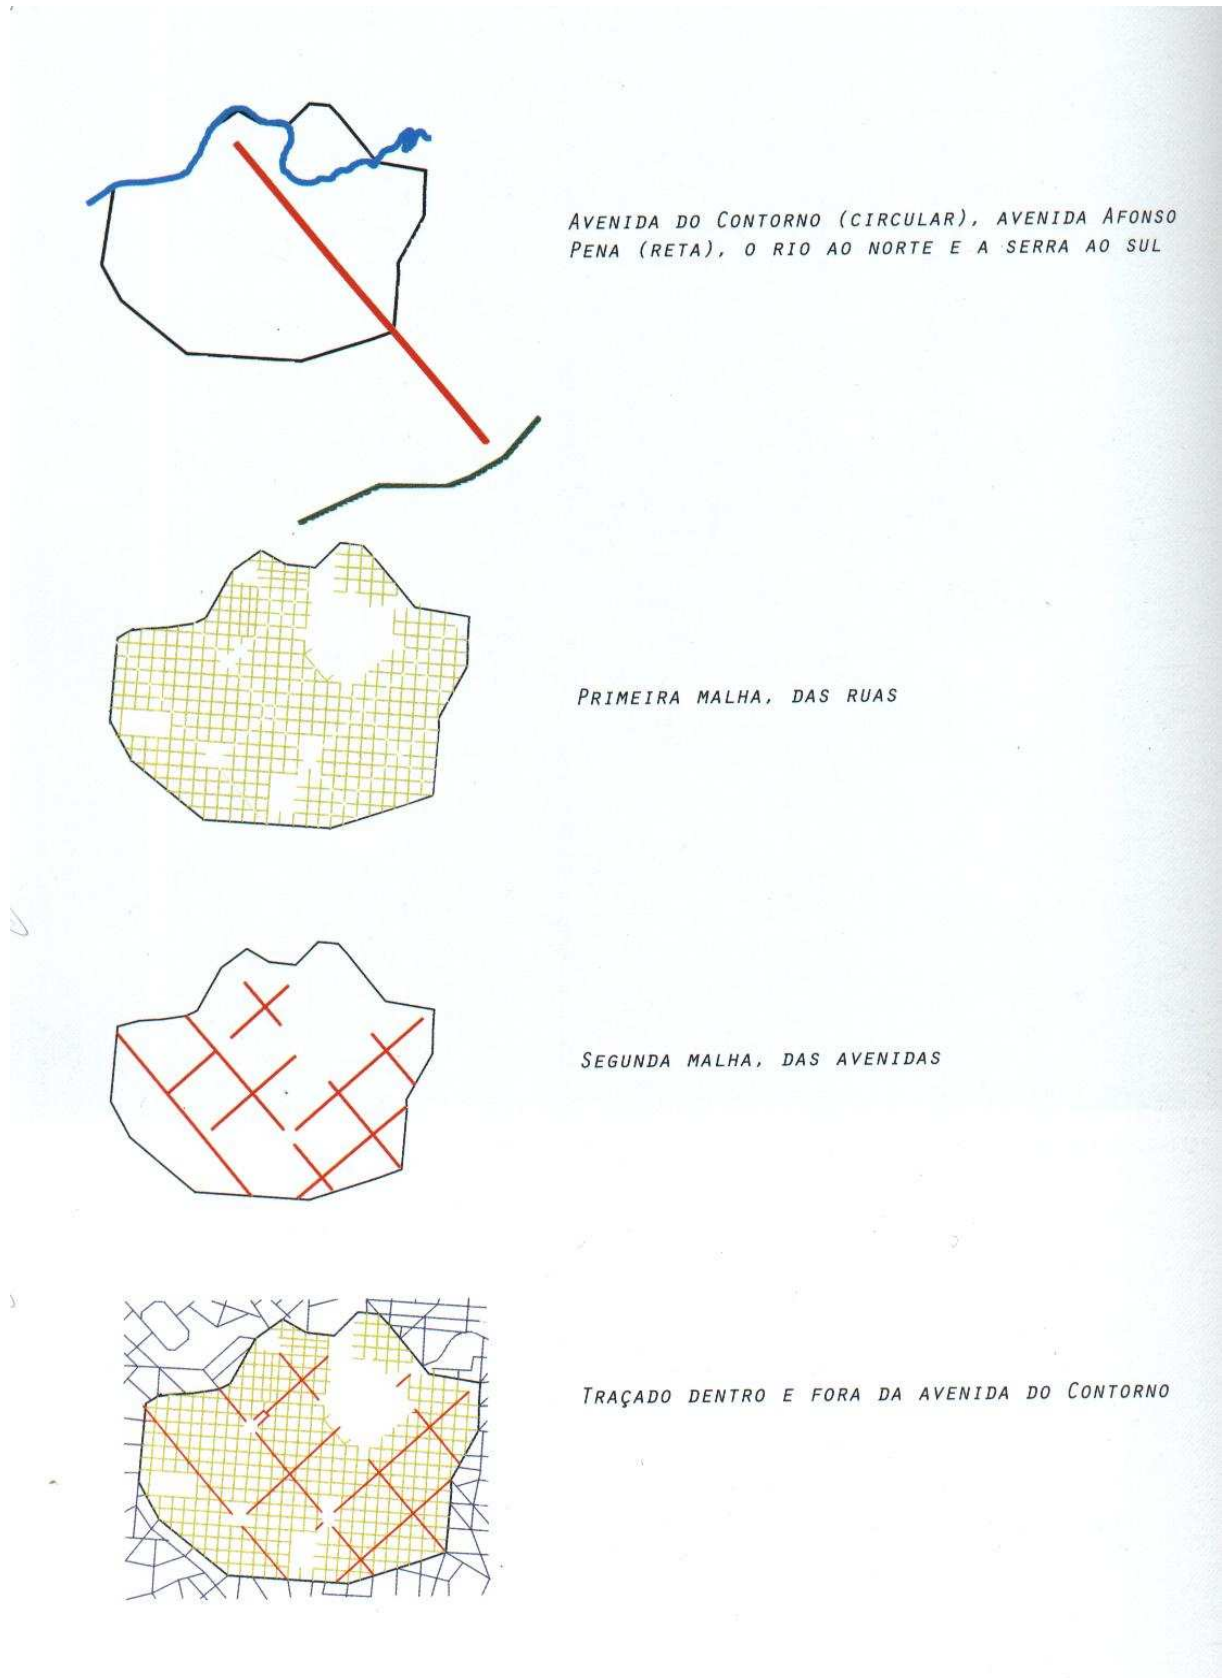 AVENIDA DO CONTORNO (CIRCULAR), AVENIDA AFONSO
PENA (RETA), O RIO AO NORTE E A SERRA AO SUL
PRIMEIRA MALHA, DAS RUAS
SEGUNDA MALHA, DAS AVENIDAS
TRAÇADO DENTRO E FORA DA AVENIDA DO CONTORNO